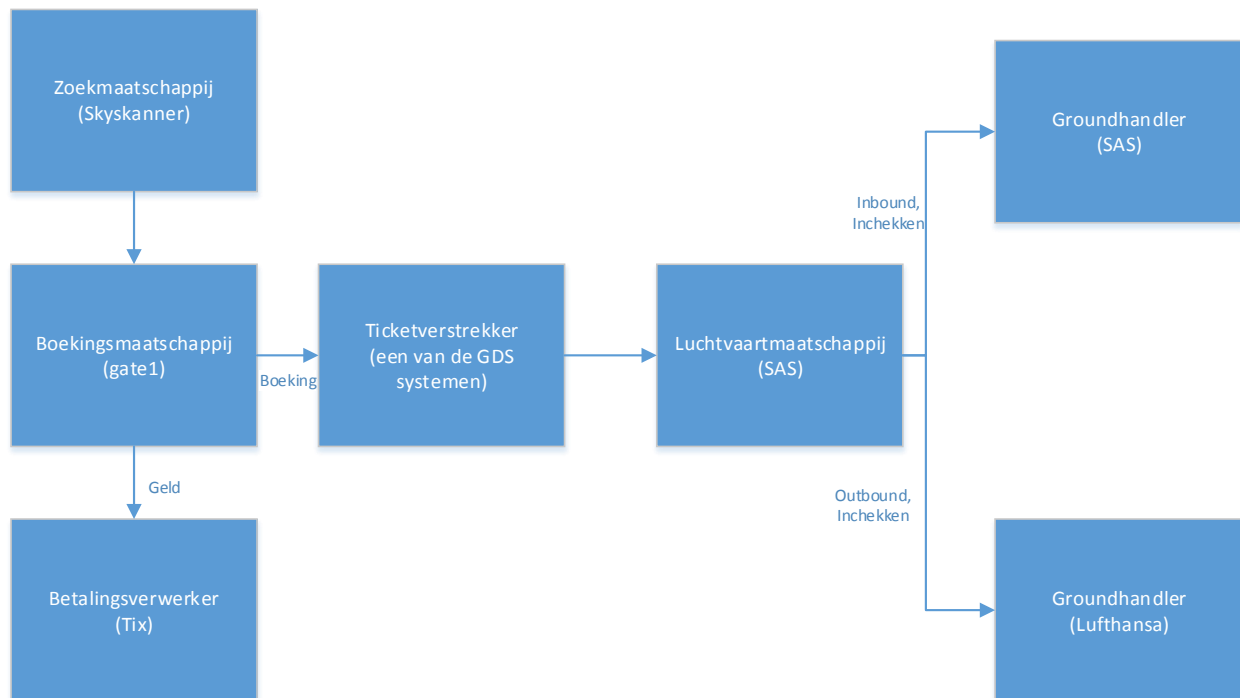 Zoekmaatschappij
(Skyskanner)
Groundhandler
(SAS)
Inbound,
Inchekken
Boekingsmaatschappij
(gate1)
Boeking
Ticketverstrekker
(een van de GDS
systemen)
Luchtvaartmaatschappij
(SAS)
Geld
Outbound,
Inchekken
Betalingsverwerker
(Tix)
Groundhandler
(Lufthansa)